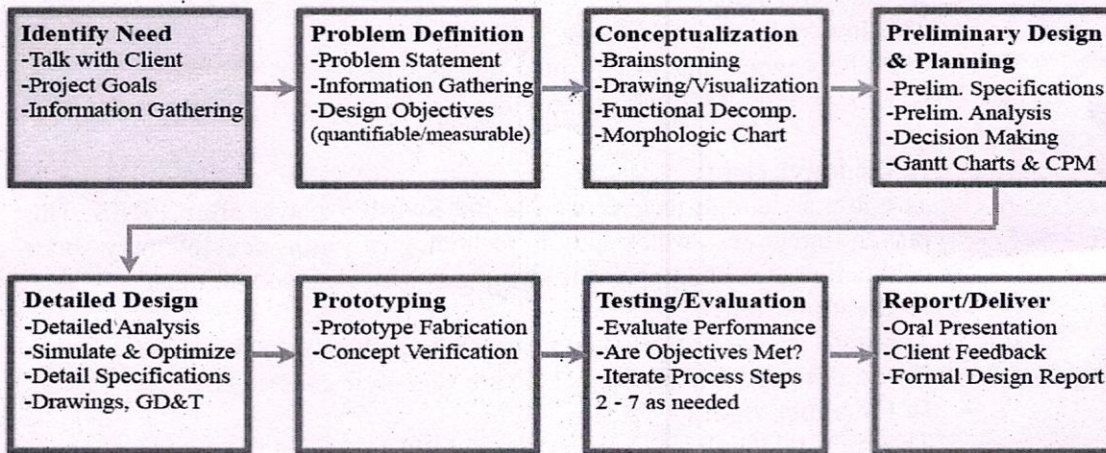 Identify Need
-Talk with Client
-Project Goals
-Information Gathering
Problem Definition
-Problem Statement
-Information Gathering
-Design Objectives
(quantifiable/measurable)
Conceptualization
-Brainstorming
-Drawing/Visualization
-Functional Decomp.
-Morphologic Chart
Preliminary Design
& Planning
-Prelim. Specifications
-Prelim. Analysis
-Decision Making
-Gantt Charts & CPM
Detailed Design
-Detailed Analysis
-Simulate & Optimize
-Detail Specifications
-Drawings, GD&T
Prototyping
-Prototype Fabrication
-Concept Verification
Testing/Evaluation
-Evaluate Performance
-Are Objectives Met?
-Iterate Process Steps
2 - 7 as needed
Report/Deliver
-Oral Presentation
-Client Feedback
-Formal Design Report